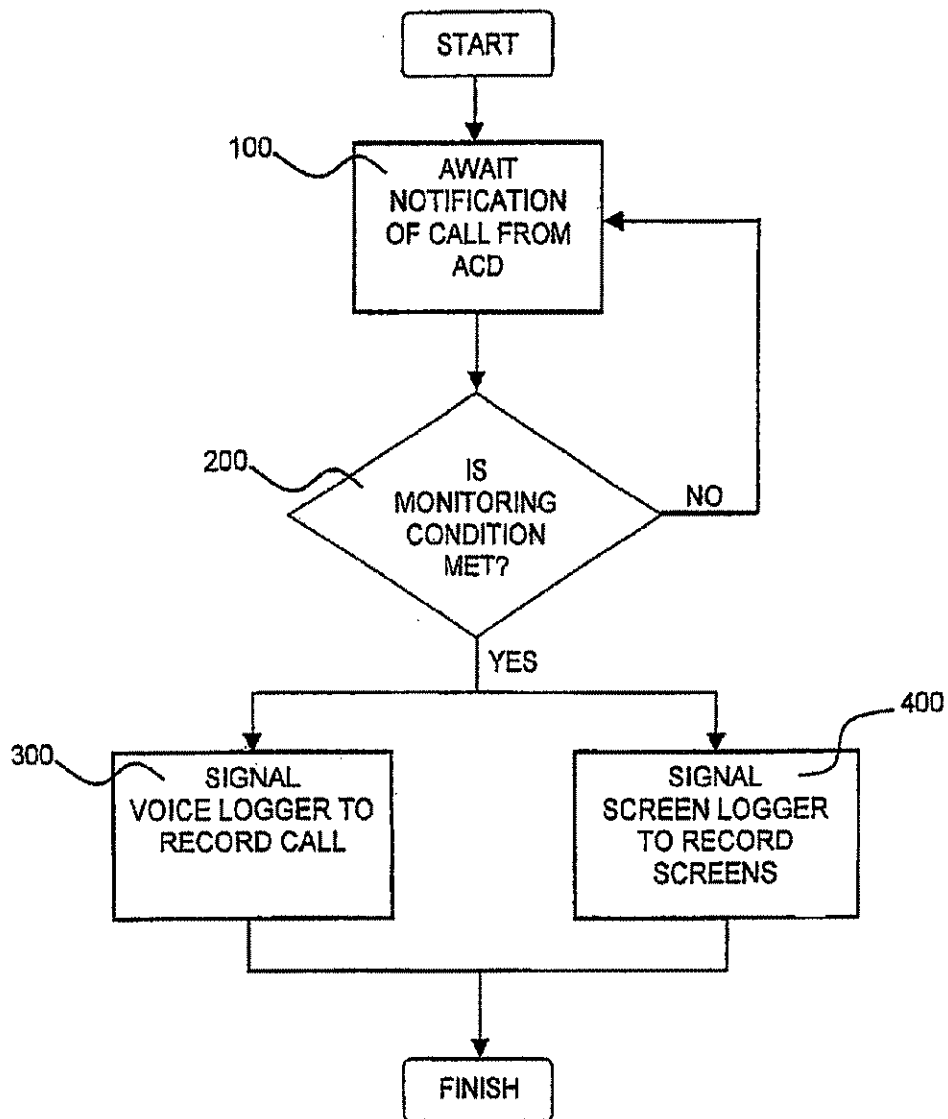 START
100
AWAIT
NOTIFICATION
OF CALL FROM
ACD
200
IS
MONITORING
CONDITION
MET?
NO
YES
300
SIGNAL
VOICE LOGGER TO
RECORD CALL
400
SIGNAL
SCREEN LOGGER
TO RECORD
SCREENS
FINISH